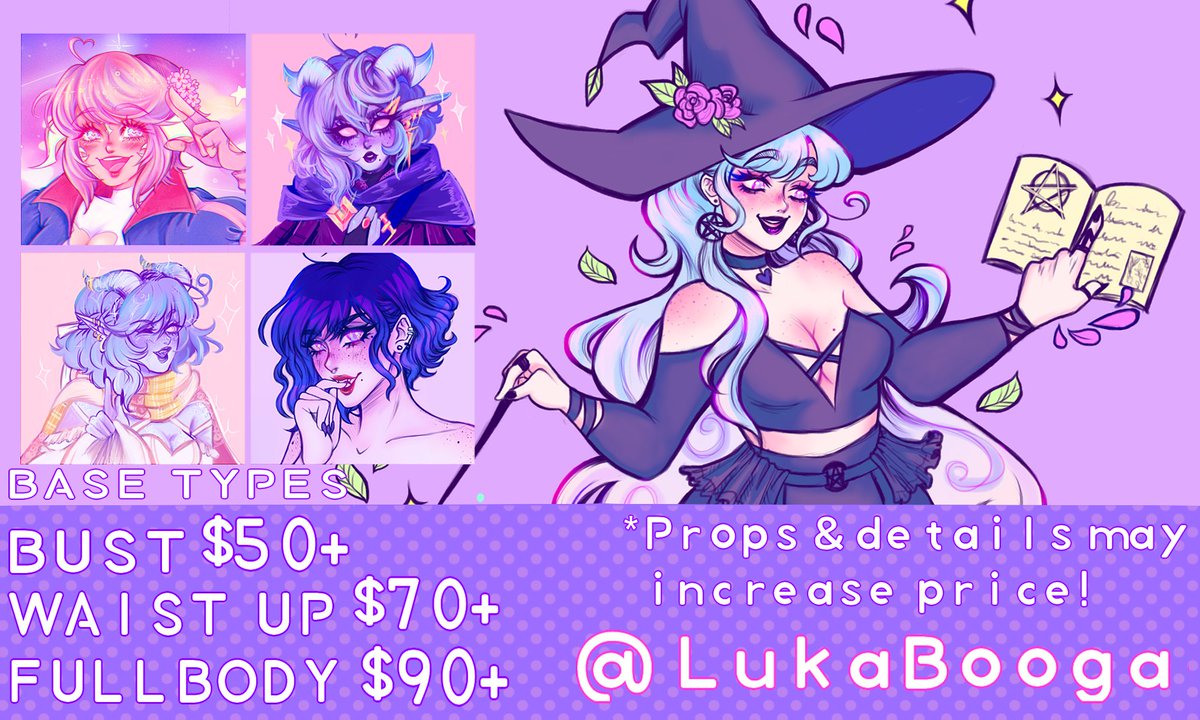 BASE TYPES
BUST $50+
WAIST UP $70+
FULLBODY $90+
*Props & details may
increase price!
@LukaBooga